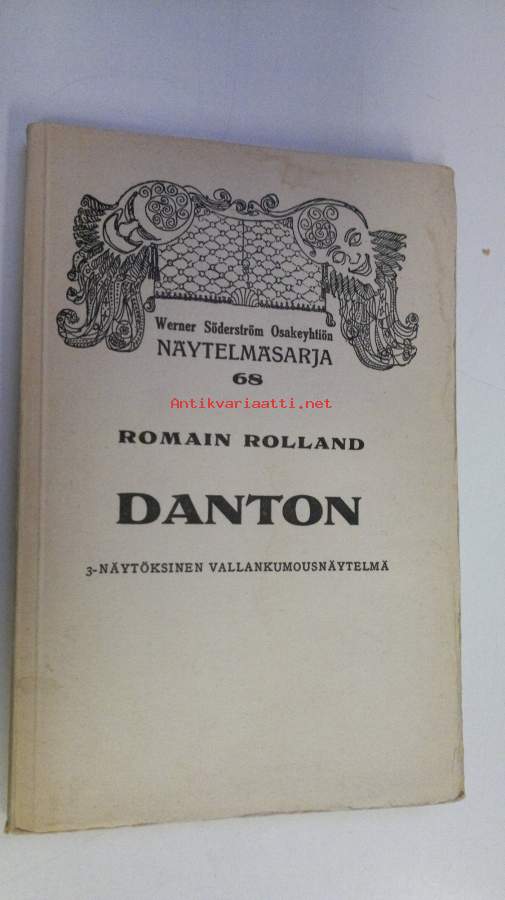 Werner Söderström Osakeyhtiön
NÄYTELMÄSARJA
68
Antikvariaatti.net
ROMAIN ROLLAND
DANTON
3-NÄYTÖKSINEN VALLANKUMOUSNÄYTELMÄ